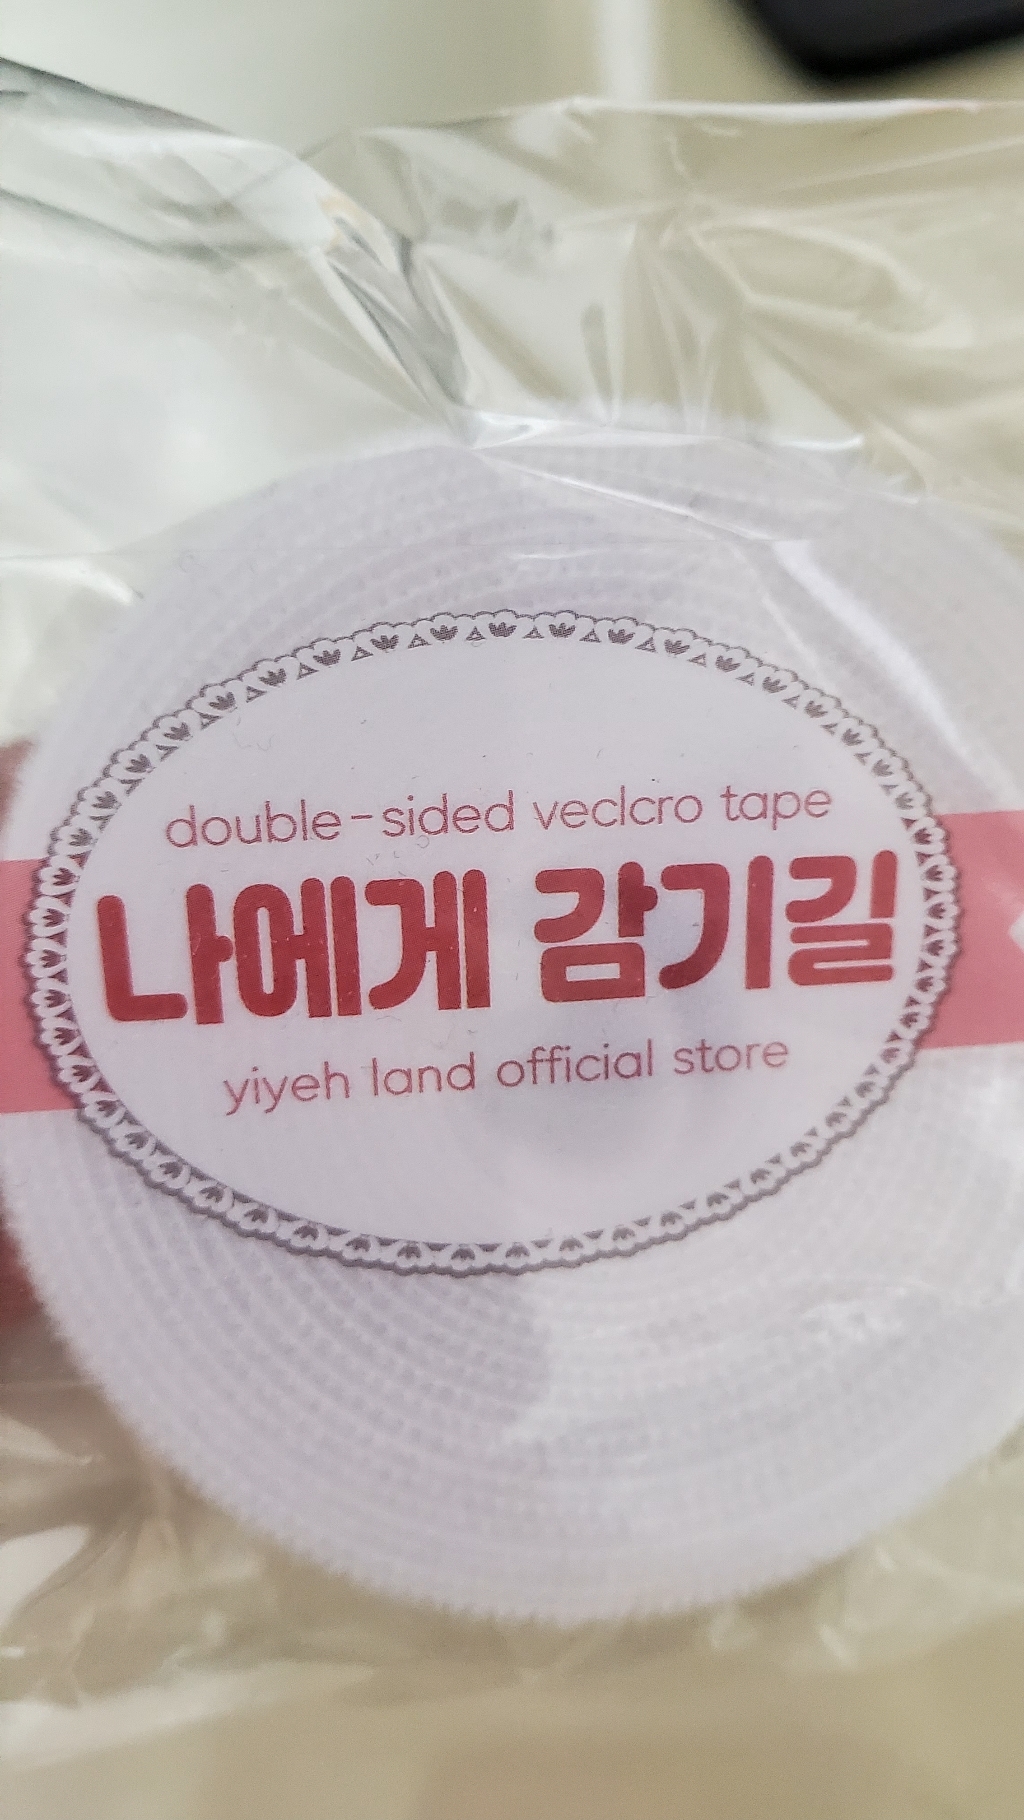 double-sided veclcro tape
나에게 감기길
yiyeh land official store